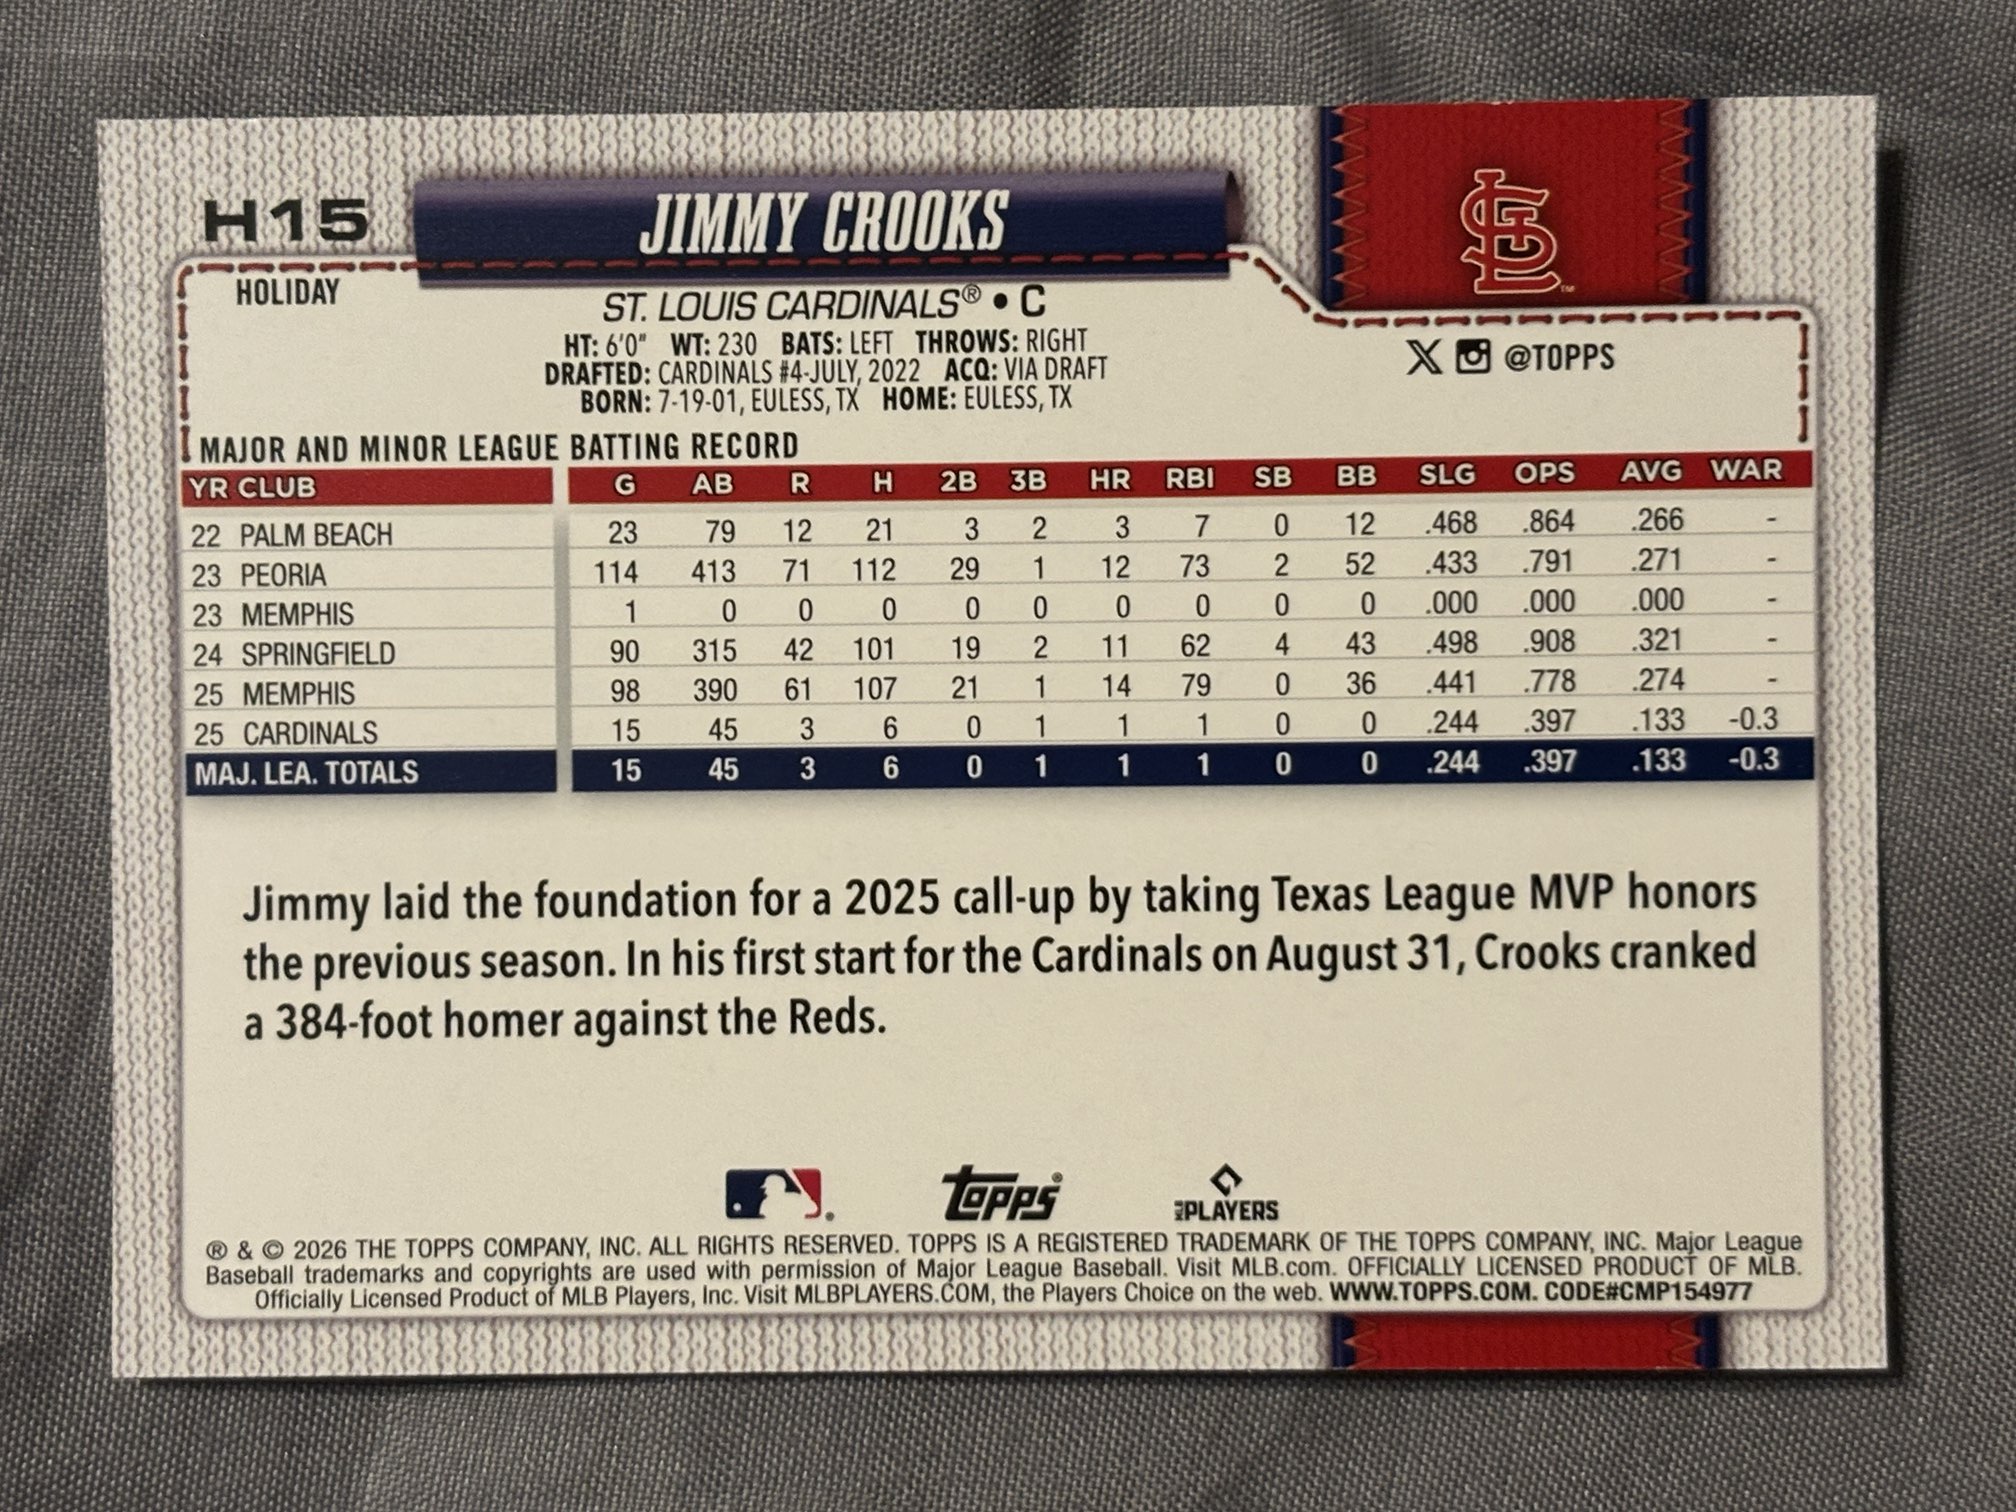 H15
JIMMY CROOKS
HOLIDAY
ST. LOUIS CARDINALS® • C
HT: 6'0" WT: 230 BATS: LEFT THROWS: RIGHT
DRAFTED: CARDINALS #4-JULY, 2022 ACQ: VIA DRAFT
BORN: 7-19-01, EULESS, TX HOME: EULESS, TX
STL™
X @TOPPS
MAJOR AND MINOR LEAGUE BATTING RECORD
YR CLUB G AB R H 2B 3B HR RBI SB BB SLG OPS AVG WAR
22 PALM BEACH 23 79 12 21 3 2 3 7 0 12 .468 .864 .266 -
23 PEORIA 114 413 71 112 29 1 12 73 2 52 .433 .791 .271 -
23 MEMPHIS 1 0 0 0 0 0 0 0 0 0 .000 .000 .000 -
24 SPRINGFIELD 90 315 42 101 19 2 11 62 4 43 .498 .908 .321 -
25 MEMPHIS 98 390 61 107 21 1 14 79 0 36 .441 .778 .274 -
25 CARDINALS 15 45 3 6 0 1 1 1 0 0 .244 .397 .133 -0.3
MAJ. LEA. TOTALS 15 45 3 6 0 1 1 1 0 0 .244 .397 .133 -0.3
Jimmy laid the foundation for a 2025 call-up by taking Texas League MVP honors
the previous season. In his first start for the Cardinals on August 31, Crooks cranked
a 384-foot homer against the Reds.
® Topps® MLB PLAYERS
® & © 2026 THE TOPPS COMPANY, INC. ALL RIGHTS RESERVED. TOPPS IS A REGISTERED TRADEMARK OF THE TOPPS COMPANY, INC. Major League
Baseball trademarks and copyrights are used with permission of Major League Baseball. Visit MLB.com. OFFICIALLY LICENSED PRODUCT OF MLB.
Officially Licensed Product of MLB Players, Inc. Visit MLBPLAYERS.COM, the Players Choice on the web. WWW.TOPPS.COM. CODE#CMP154977